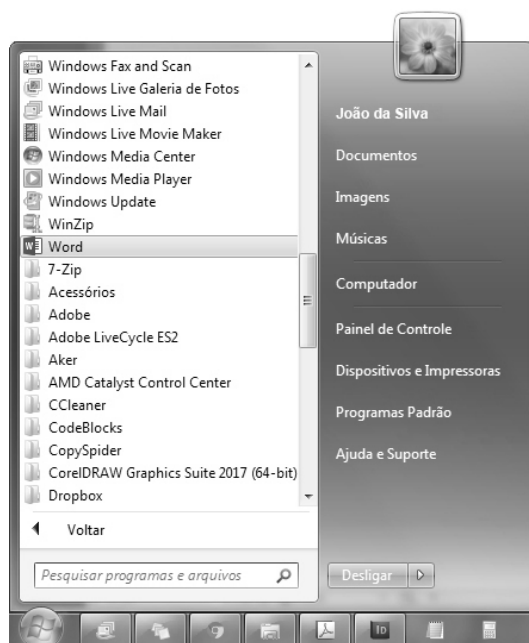 Windows Fax and Scan
Windows Live Galeria de Fotos
Windows Live Mail
Windows Live Movie Maker
Windows Media Center
Windows Media Player
Windows Update
WinZip
Word
7-Zip
Acessórios
Adobe
Adobe LiveCycle ES2
Aker
AMD Catalyst Control Center
CCleaner
CodeBlocks
CopySpider
CorelDRAW Graphics Suite 2017 (64-bit)
Dropbox
Voltar
Pesquisar programas e arquivos
João da Silva
Documentos
Imagens
Músicas
Computador
Painel de Controle
Dispositivos e Impressoras
Programas Padrão
Ajuda e Suporte
Desligar
ID